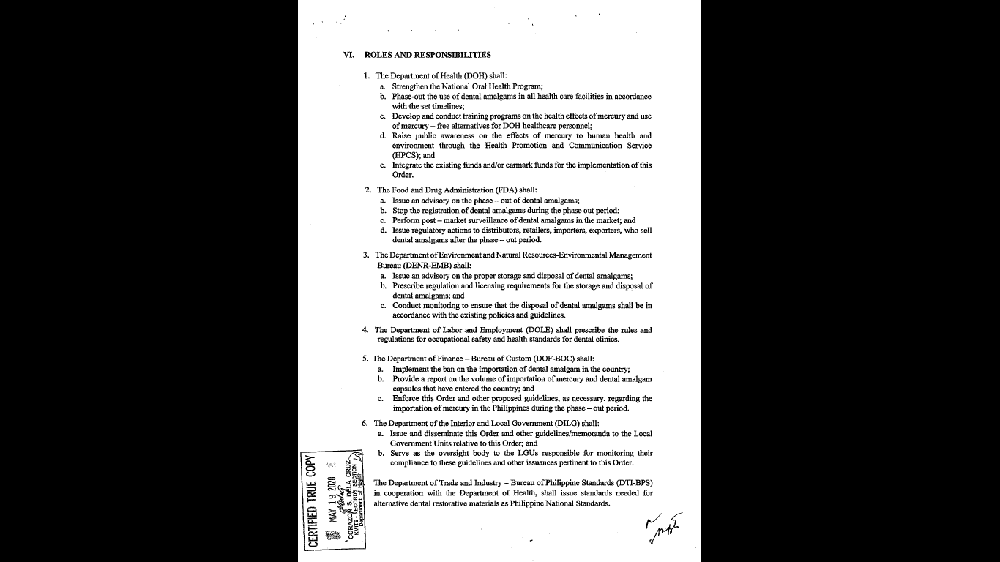 VI. ROLES AND RESPONSIBILITIES
1. The Department of Health (DOH) shall:
a. Strengthen the National Oral Health Program;
b. Phase-out the use of dental amalgams in all health care facilities in accordance
with the set timelines;
c. Develop and conduct training programs on the health effects of mercury and use
of mercury – free alternatives for DOH healthcare personnel;
d. Raise public awareness on the effects of mercury to human health and
environment through the Health Promotion and Communication Service
(HPCS); and
e. Integrate the existing funds and/or earmark funds for the implementation of this
Order.
2. The Food and Drug Administration (FDA) shall:
a. Issue an advisory on the phase – out of dental amalgams;
b. Stop the registration of dental amalgams during the phase out period;
c. Perform post – market surveillance of dental amalgams in the market; and
d. Issue regulatory actions to distributors, retailers, importers, exporters, who sell
dental amalgams after the phase – out period.
3. The Department of Environment and Natural Resources-Environmental Management
Bureau (DENR-EMB) shall:
a. Issue an advisory on the proper storage and disposal of dental amalgams;
b. Prescribe regulation and licensing requirements for the storage and disposal of
dental amalgams; and
c. Conduct monitoring to ensure that the disposal of dental amalgams shall be in
accordance with the existing policies and guidelines.
4. The Department of Labor and Employment (DOLE) shall prescribe the rules and
regulations for occupational safety and health standards for dental clinics.
5. The Department of Finance – Bureau of Custom (DOF-BOC) shall:
a. Implement the ban on the importation of dental amalgam in the country;
b. Provide a report on the volume of importation of mercury and dental amalgam
capsules that have entered the country; and
c. Enforce this Order and other proposed guidelines, as necessary, regarding the
importation of mercury in the Philippines during the phase – out period.
6. The Department of the Interior and Local Government (DILG) shall:
a. Issue and disseminate this Order and other guidelines/memoranda to the Local
Government Units relative to this Order; and
b. Serve as the oversight body to the LGUs responsible for monitoring their
compliance to these guidelines and other issuances pertinent to this Order.
The Department of Trade and Industry – Bureau of Philippine Standards (DTI-BPS)
in cooperation with the Department of Health, shall issue standards needed for
alternative dental restorative materials as Philippine National Standards.
CERTIFIED TRUE COPY
MAY 19 2020
CORAZON S. DELA CRUZ
KMITS - RECORDS SECTION
Department of Health